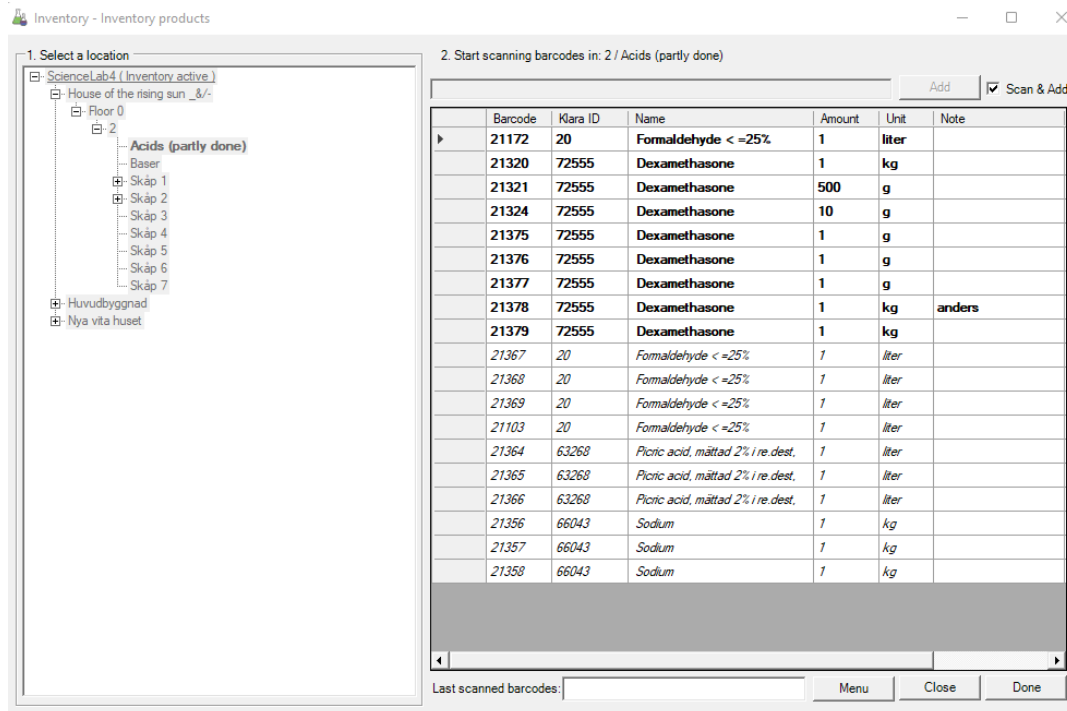 Inventory - Inventory products
1. Select a location
ScienceLab4 ( Inventory active )
House of the rising sun _&/-
Floor 0
2
Acids (partly done)
Baser
Skåp 1
Skåp 2
Skåp 3
Skåp 4
Skåp 5
Skåp 6
Skåp 7
Huvudbyggnad
Nya vita huset
2. Start scanning barcodes in: 2 / Acids (partly done)
Add Scan & Add
Barcode Klara ID Name Amount Unit Note
21172 20 Formaldehyde < =25% 1 liter
21320 72555 Dexamethasone 1 kg
21321 72555 Dexamethasone 500 g
21324 72555 Dexamethasone 10 g
21375 72555 Dexamethasone 1 g
21376 72555 Dexamethasone 1 g
21377 72555 Dexamethasone 1 g
21378 72555 Dexamethasone 1 kg anders
21379 72555 Dexamethasone 1 kg
21367 20 Formaldehyde < =25% 1 liter
21368 20 Formaldehyde < =25% 1 liter
21369 20 Formaldehyde < =25% 1 liter
21103 20 Formaldehyde < =25% 1 liter
21364 63268 Picric acid, mättad 2% i re.dest, 1 liter
21365 63268 Picric acid, mättad 2% i re.dest, 1 liter
21366 63268 Picric acid, mättad 2% i re.dest, 1 liter
21356 66043 Sodium 1 kg
21357 66043 Sodium 1 kg
21358 66043 Sodium 1 kg
Last scanned barcodes: Menu Close Done